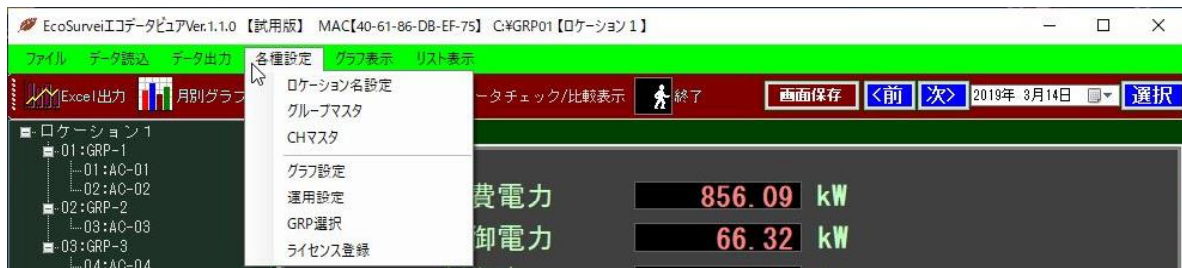 EcoSurveiエコデータビュアVer.1.1.0 【試用版】 MAC【40-61-86-DB-EF-75】 C:¥GRP01【ロケーション1】
ファイル データ読込 データ出力 各種設定 グラフ表示 リスト表示
Excel出力 月別グラフ ータチェック/比較表示 終了 画面保存 <前 次> 2019年 3月14日 選択
ロケーション名設定
グループマスタ
CHマスタ
グラフ設定
運用設定
GRP選択
ライセンス登録
ロケーション1
01:GRP-1
01:AC-01
02:AC-02
02:GRP-2
03:AC-03
03:GRP-3
04:AC-04
費電力 856.09 kW
御電力 66.32 kW